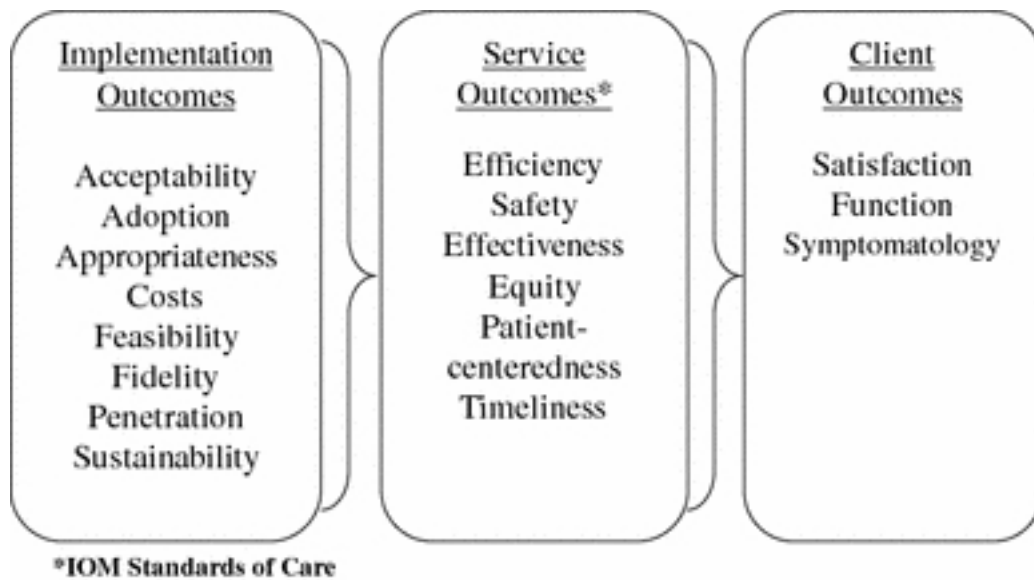 Implementation
Outcomes
Acceptability
Adoption
Appropriateness
Costs
Feasibility
Fidelity
Penetration
Sustainability
Service
Outcomes*
Efficiency
Safety
Effectiveness
Equity
Patient-
centeredness
Timeliness
Client
Outcomes
Satisfaction
Function
Symptomatology
*IOM Standards of Care